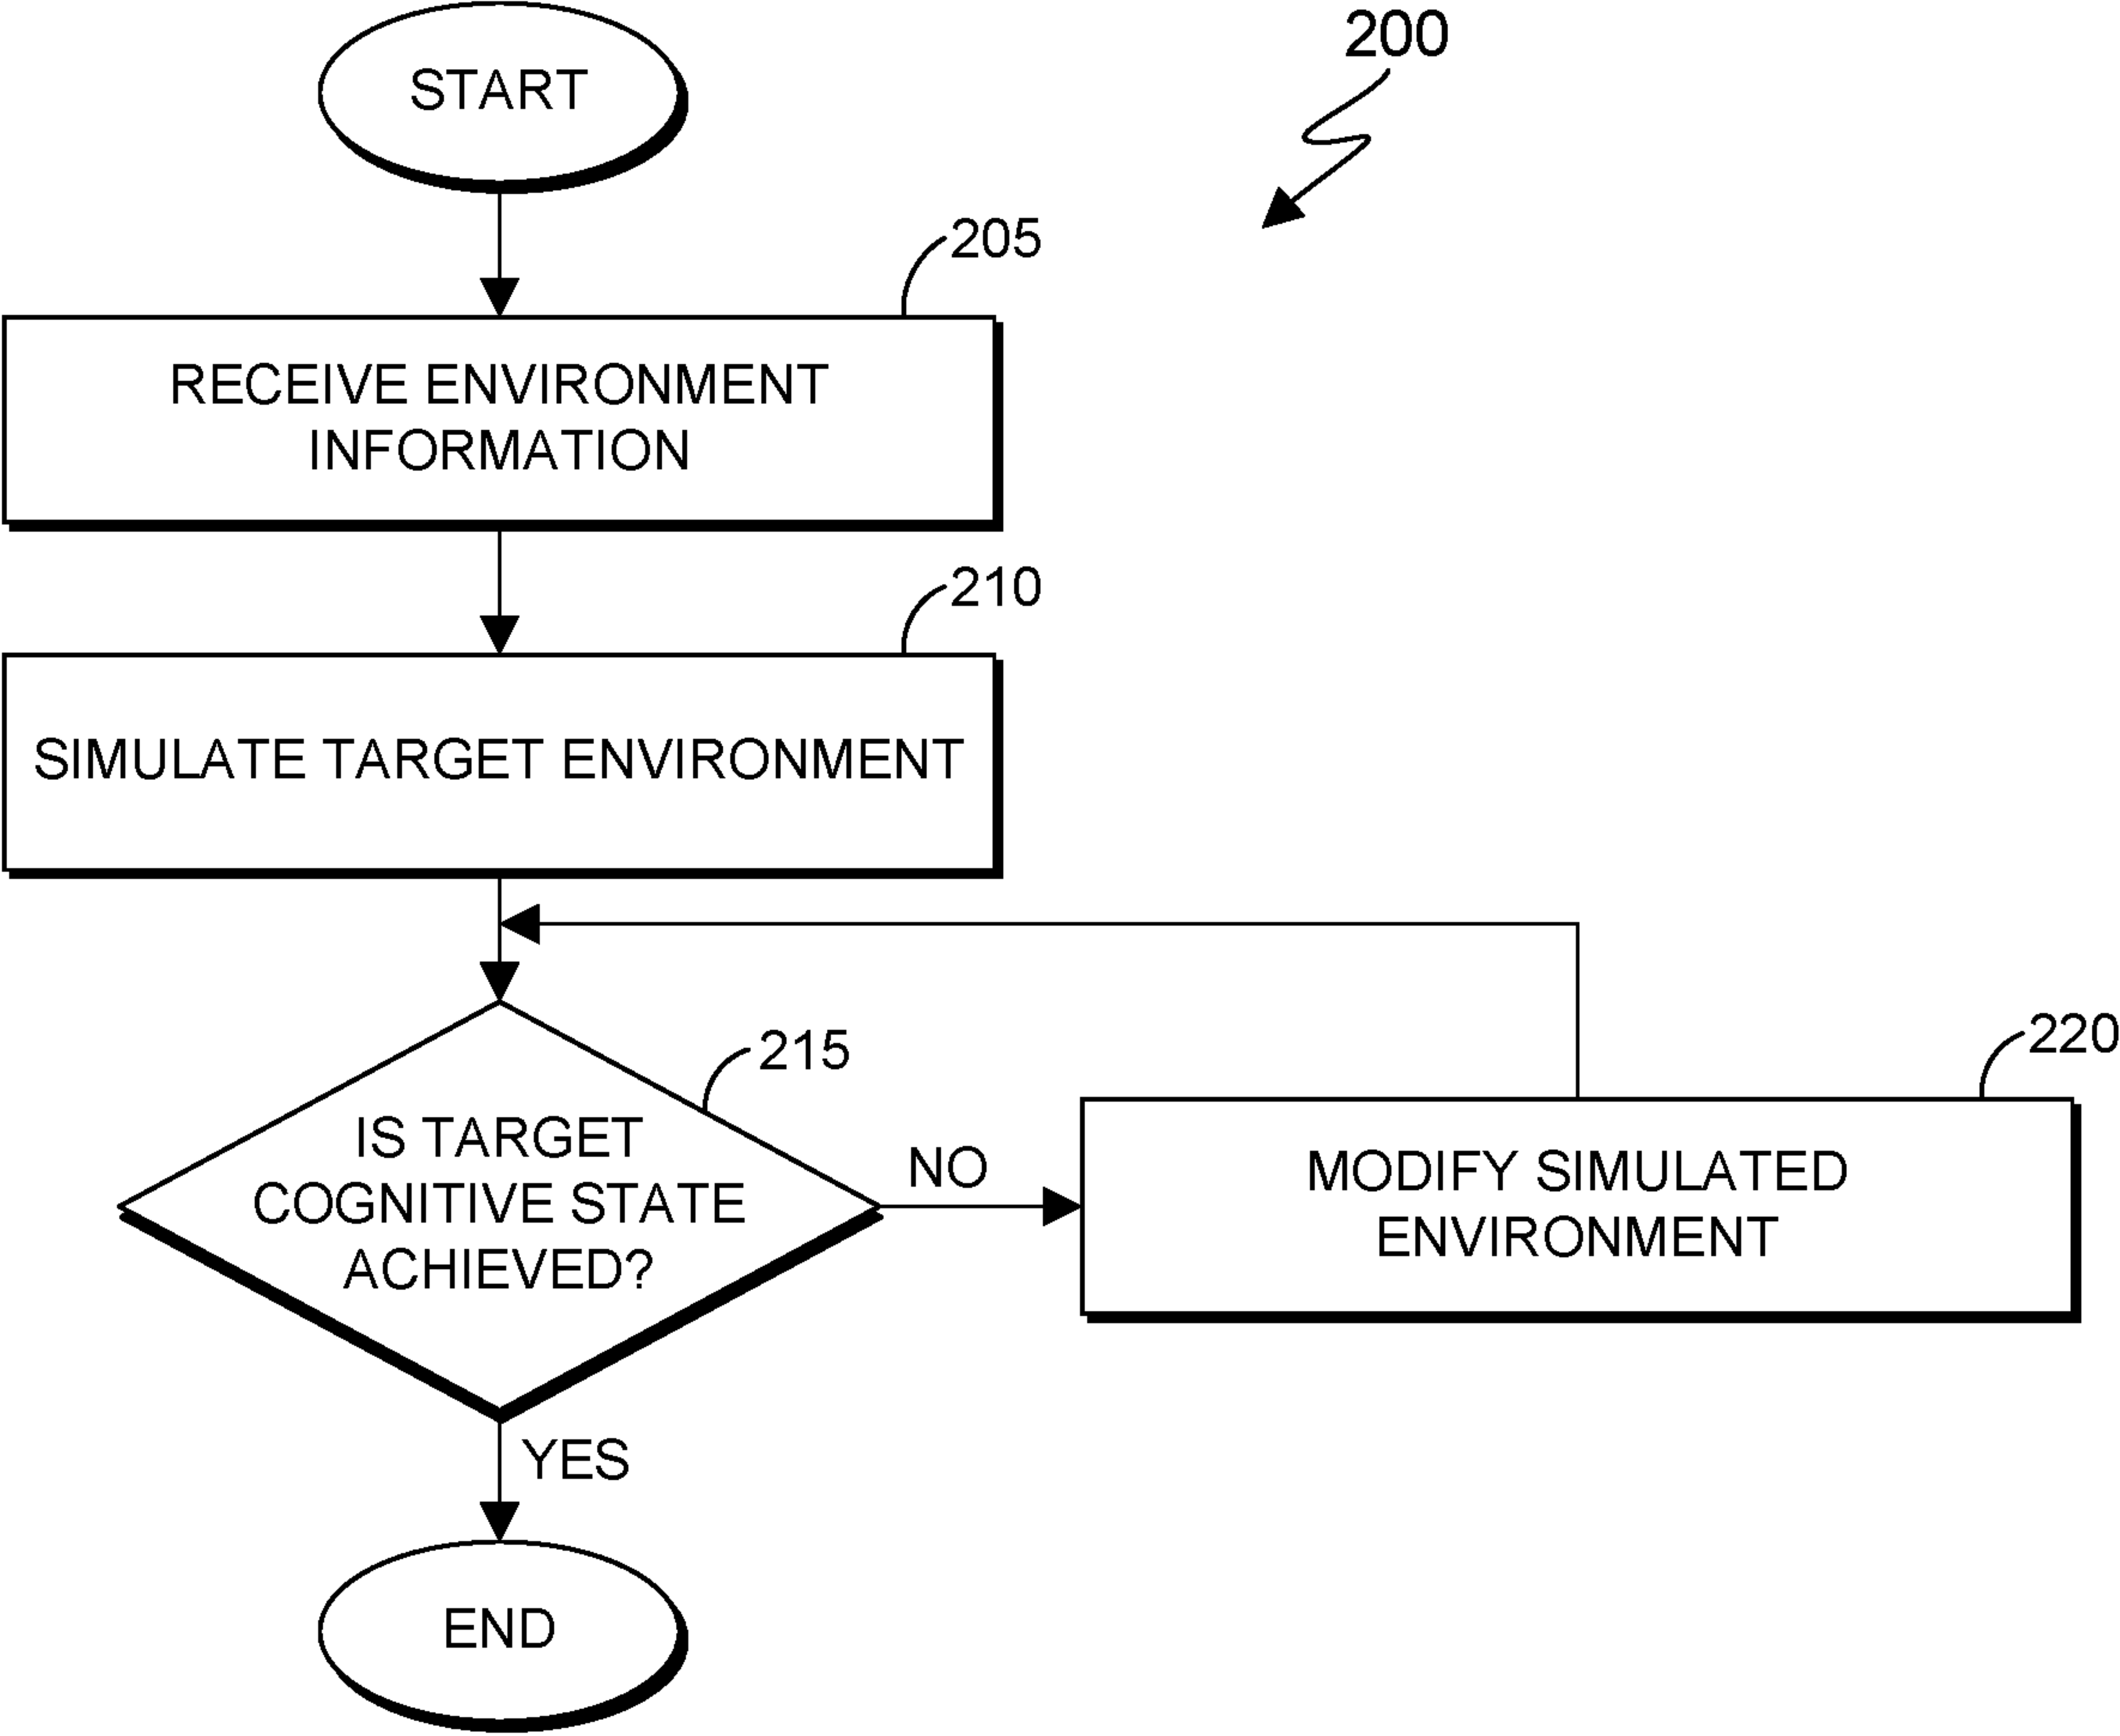 START
200
205
RECEIVE ENVIRONMENT
INFORMATION
210
SIMULATE TARGET ENVIRONMENT
215
IS TARGET
COGNITIVE STATE
ACHIEVED?
NO
220
MODIFY SIMULATED
ENVIRONMENT
YES
END